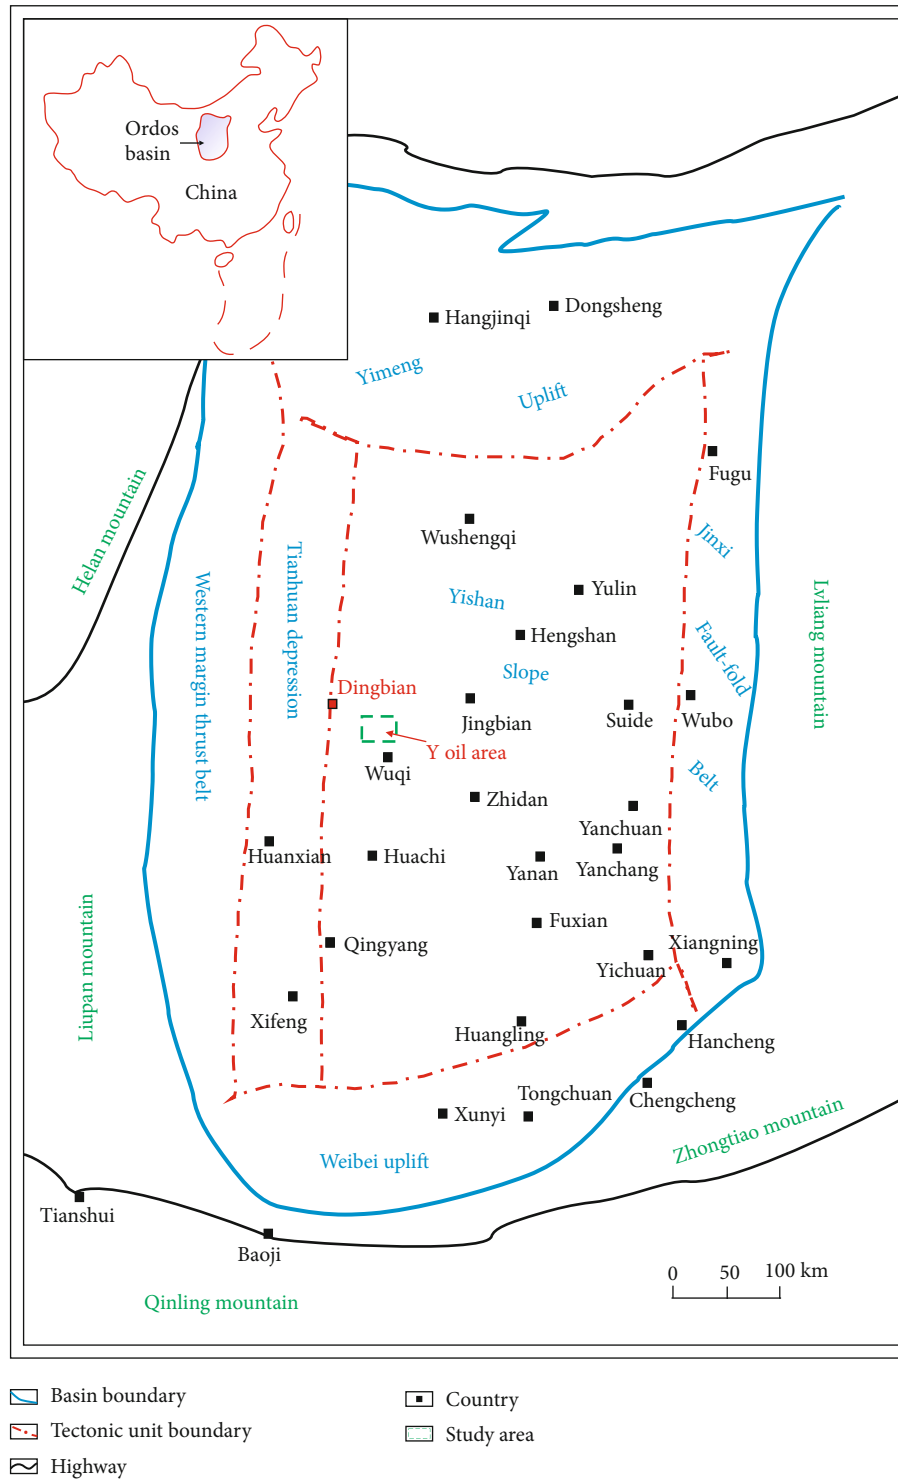 Ordos
basin
China
Hangjinqi
Dongsheng
Yimeng
Uplift
Fugu
Helan mountain
Wushengqi
Jinxi
Tianhuan depression
Western margin thrust belt
Yishan
Yulin
Hengshan
Lvliang mountain
Fault-fold
Slope
Dingbian
Jingbian
Suide
Wubo
Y oil area
Wuqi
Belt
Zhidan
Yanchuan
Huanxian
Huachi
Yanan
Yanchang
Fuxian
Liupan mountain
Qingyang
Xiangning
Yichuan
Xifeng
Huangling
Hancheng
Tongchuan
Chengcheng
Xunyi
Zhongtiao mountain
Weibei uplift
Tianshui
Baoji
0 50 100 km
Qinling mountain
Basin boundary
Country
Tectonic unit boundary
Study area
Highway